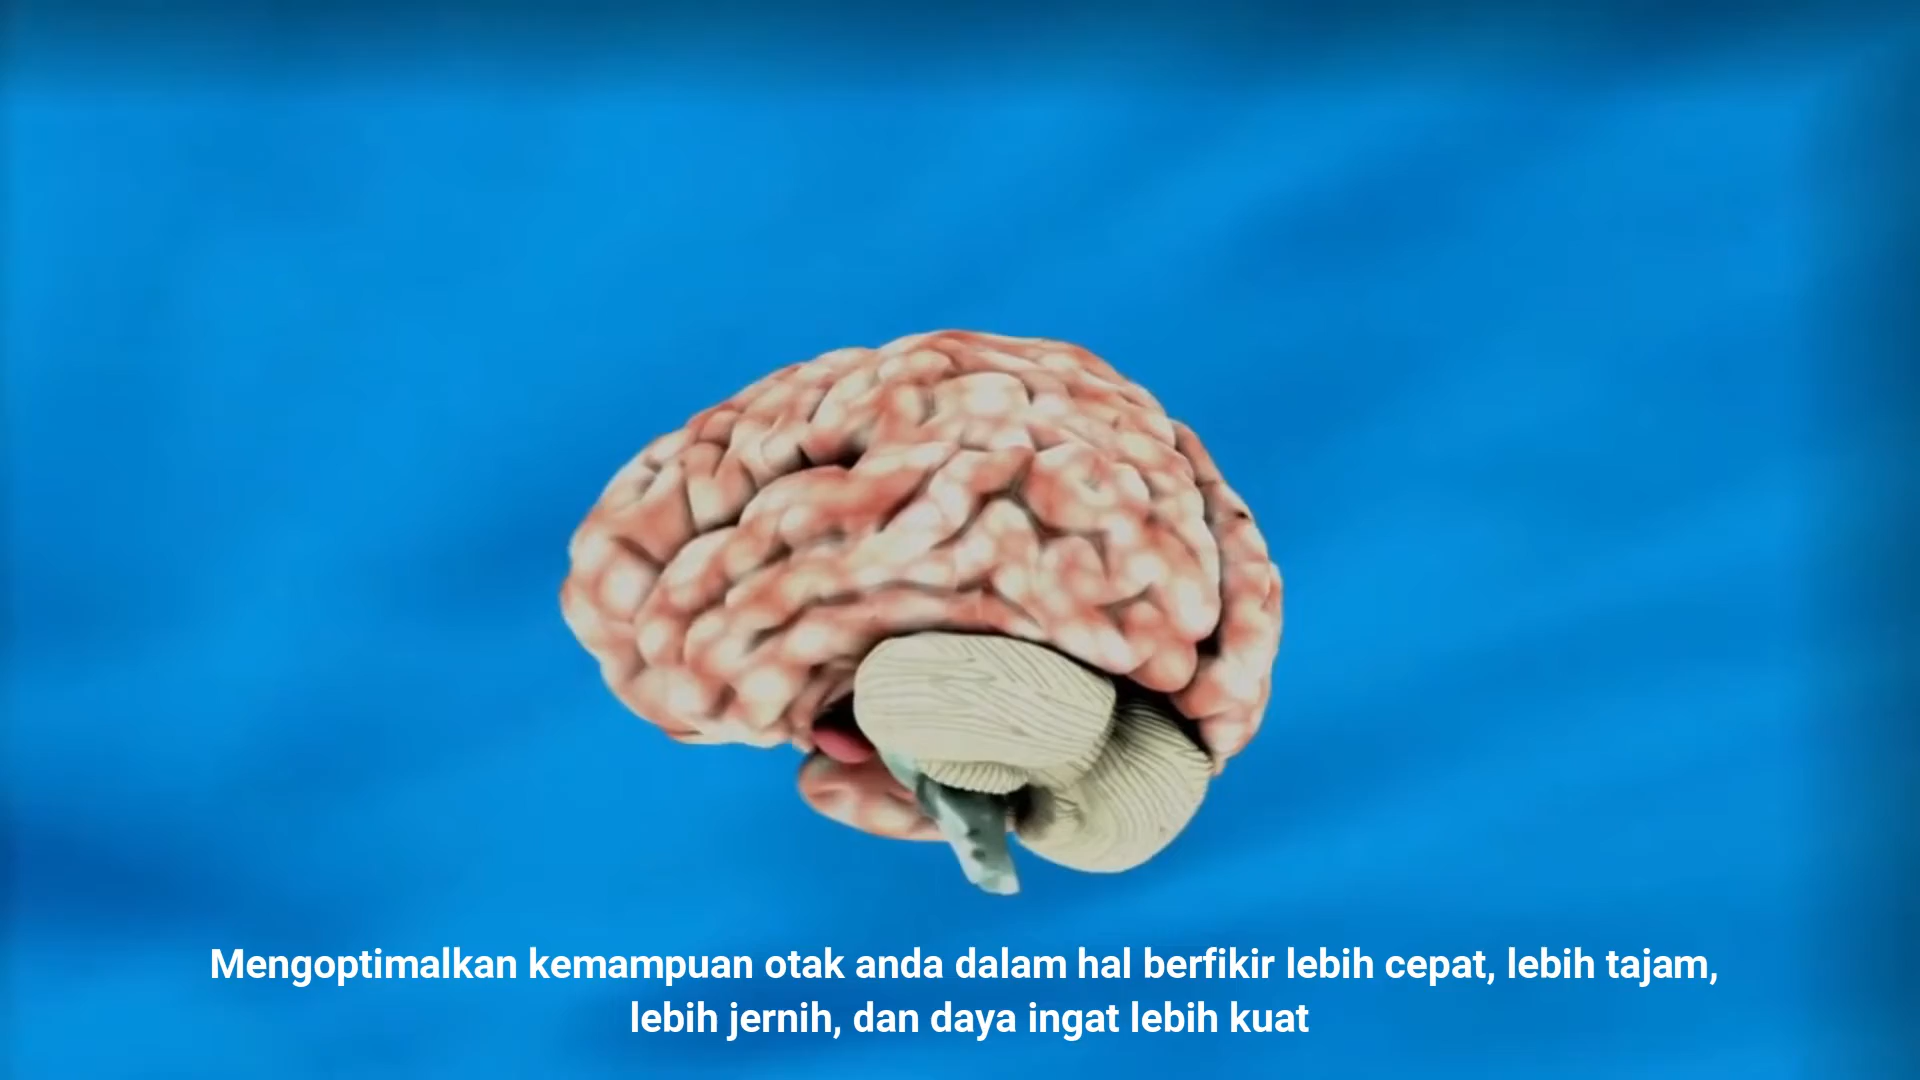 Mengoptimalkan kemampuan otak anda dalam hal berfikir lebih cepat, lebih tajam,
lebih jernih, dan daya ingat lebih kuat